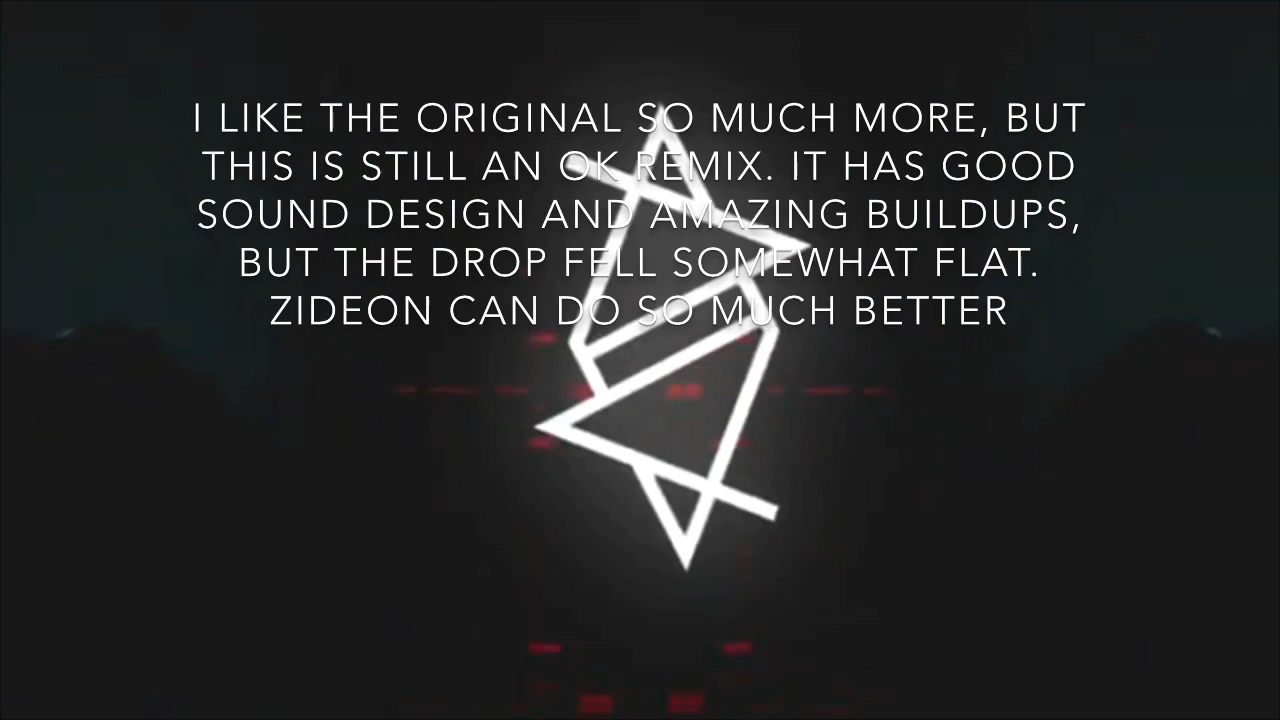 I LIKE THE ORIGINAL SO MUCH MORE, BUT
THIS IS STILL AN OK REMIX. IT HAS GOOD
SOUND DESIGN AND AMAZING BUILDUPS,
BUT THE DROP FELL SOMEWHAT FLAT.
ZIDEON CAN DO SO MUCH BETTER